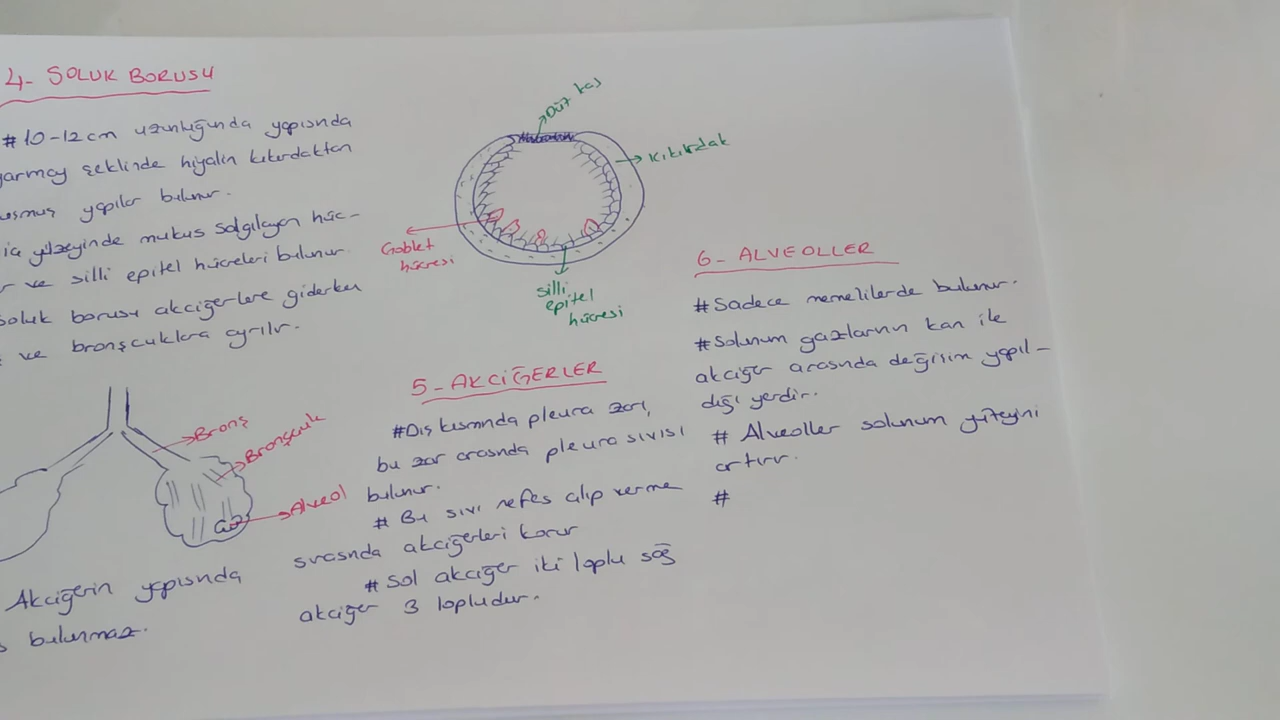 4- SOLUK BORUSU
#10-12cm uzunluğunda yapısında
şeklinde hiyalin kıkırdaktan
yapılar bulunur.
yüzeyinde mukus salgılayan hüc-
ve silli epitel hücreleri bulunur.
soluk borusu akciğerlere giderken
ve bronşcuklara ayrılır.
Düz kas
Kıkırdak
Goblet
hücresi
silli
epitel
hücresi
Bronş
Bronşcuk
Alveol
Akciğerin yapısında
bulunmaz.
5-AKCİĞERLER
#Dış kısmında pleura zarı,
bu zar arasında pleura sıvısı
bulunur.
# Bu sıvı nefes alıp verme
sırasında akciğerleri korur
# Sol akciğer iki loplu sağ
akciğer 3 lopludur.
6- ALVEOLLER
#Sadece memelilerde bulunur.
#Solunum gazlarının kan ile
akciğer arasında değişim yapıl-
dığı yerdir.
# Alveoller solunum yüzeyini
artırır.
#